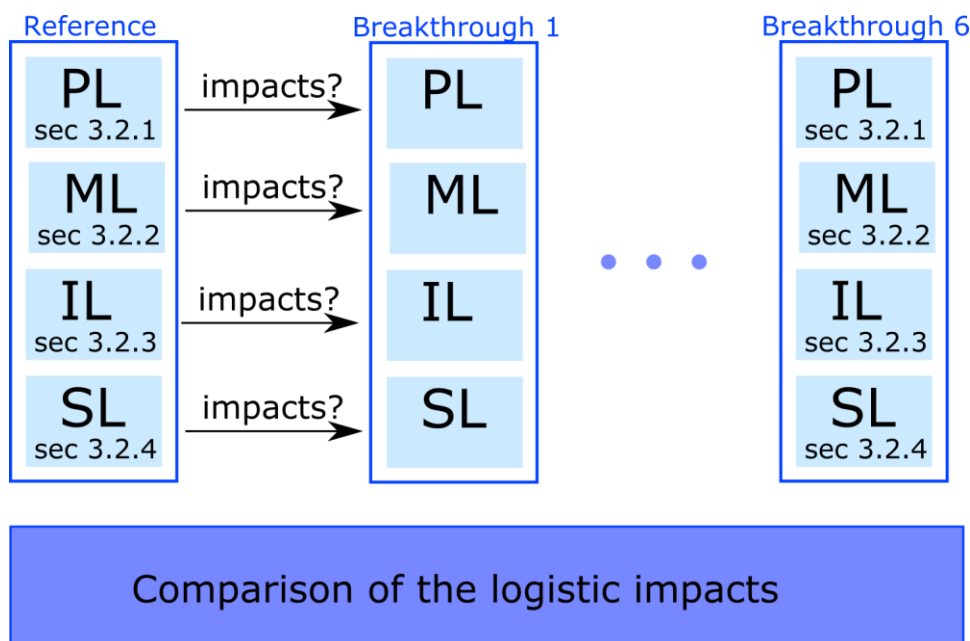 Reference
PL
sec 3.2.1
ML
sec 3.2.2
IL
sec 3.2.3
SL
sec 3.2.4
impacts?
impacts?
impacts?
impacts?
Breakthrough 1
PL
ML
IL
SL
Breakthrough 6
PL
sec 3.2.1
ML
sec 3.2.2
IL
sec 3.2.3
SL
sec 3.2.4
Comparison of the logistic impacts